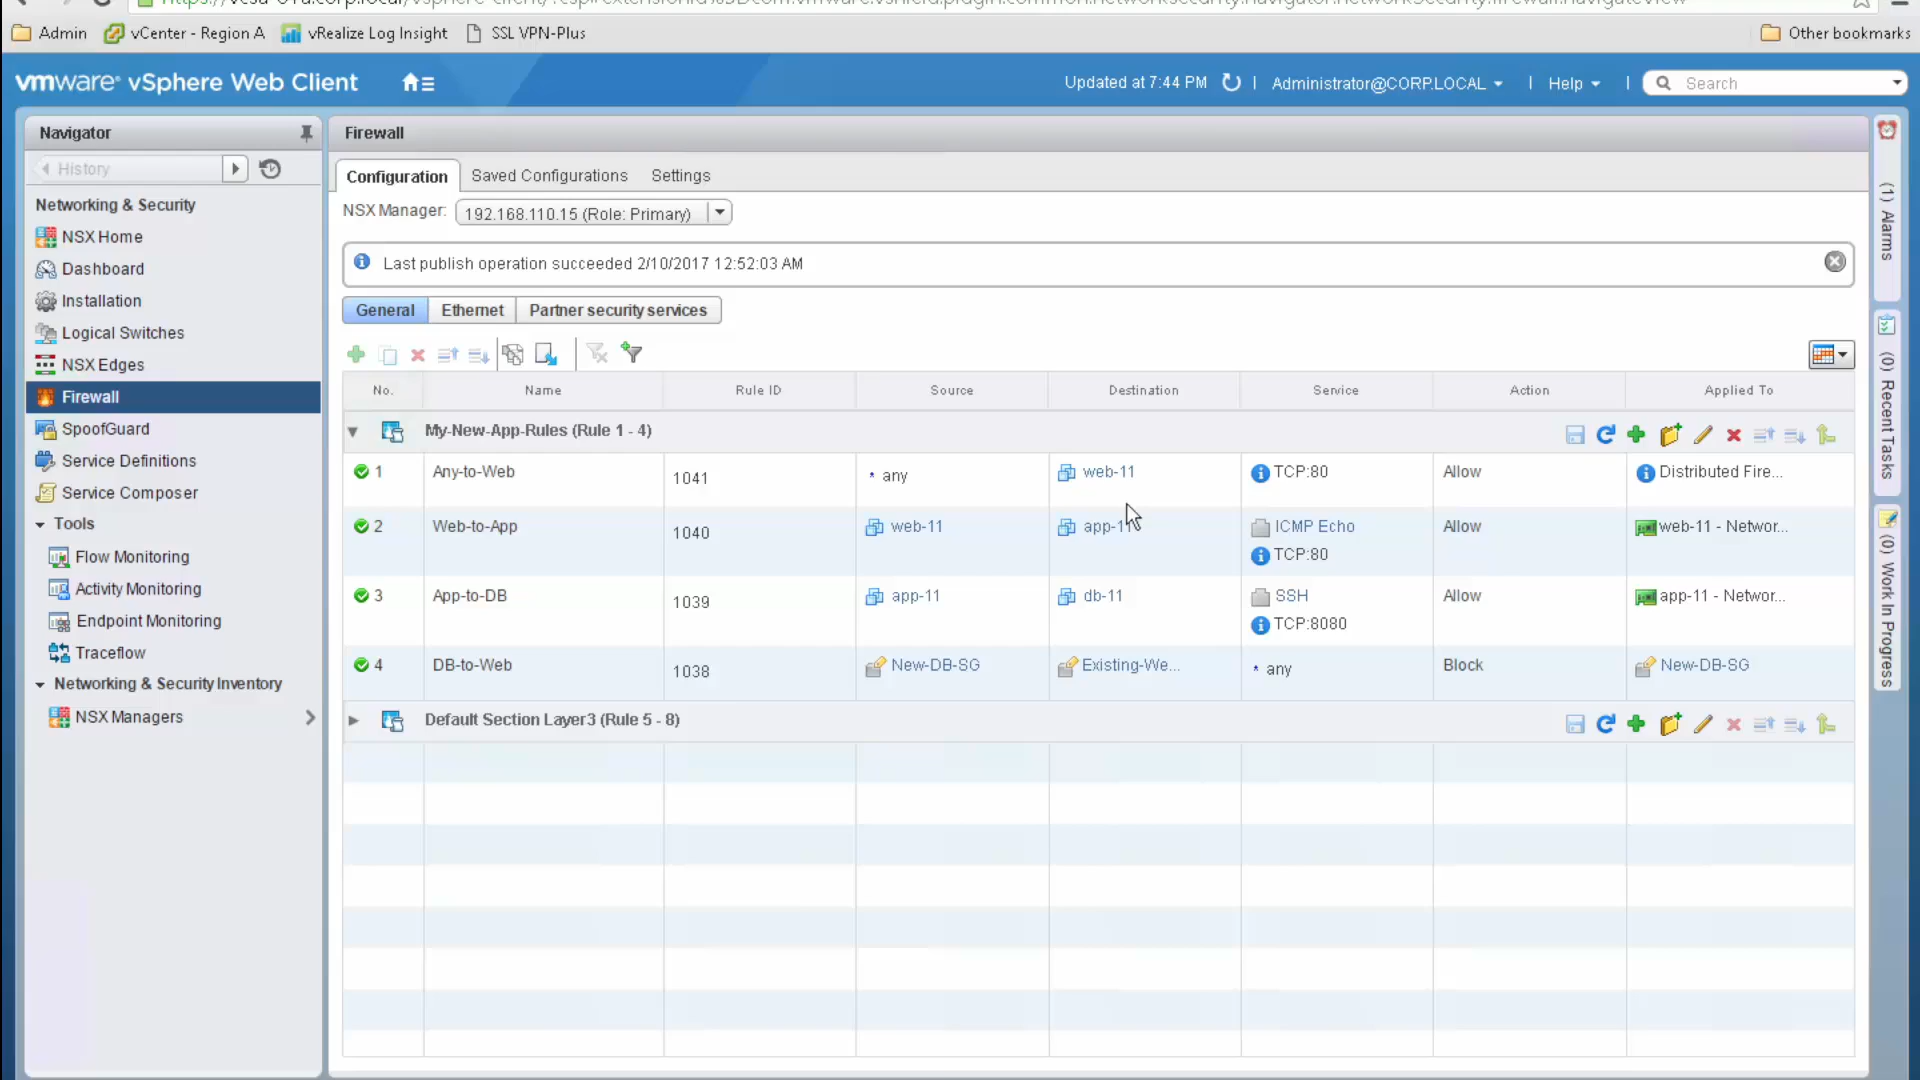 Admin vCenter - Region A vRealize Log Insight SSL VPN-Plus Other bookmarks
vmware® vSphere Web Client Updated at 7:44 PM | Administrator@CORP.LOCAL | Help | Search
Navigator
History
Networking & Security
NSX Home
Dashboard
Installation
Logical Switches
NSX Edges
Firewall
SpoofGuard
Service Definitions
Service Composer
Tools
Flow Monitoring
Activity Monitoring
Endpoint Monitoring
Traceflow
Networking & Security Inventory
NSX Managers
Firewall
Configuration Saved Configurations Settings
NSX Manager: 192.168.110.15 (Role: Primary)
Last publish operation succeeded 2/10/2017 12:52:03 AM
General Ethernet Partner security services
No. Name Rule ID Source Destination Service Action Applied To
My-New-App-Rules (Rule 1 - 4)
1 Any-to-Web 1041 * any web-11 TCP:80 Allow Distributed Fire...
2 Web-to-App 1040 web-11 app-11 ICMP Echo Allow web-11 - Networ...
TCP:80
3 App-to-DB 1039 app-11 db-11 SSH Allow app-11 - Networ...
TCP:8080
4 DB-to-Web 1038 New-DB-SG Existing-We... * any Block New-DB-SG
Default Section Layer3 (Rule 5 - 8)
(1) Alarms
(0) Recent Tasks
(0) Work In Progress